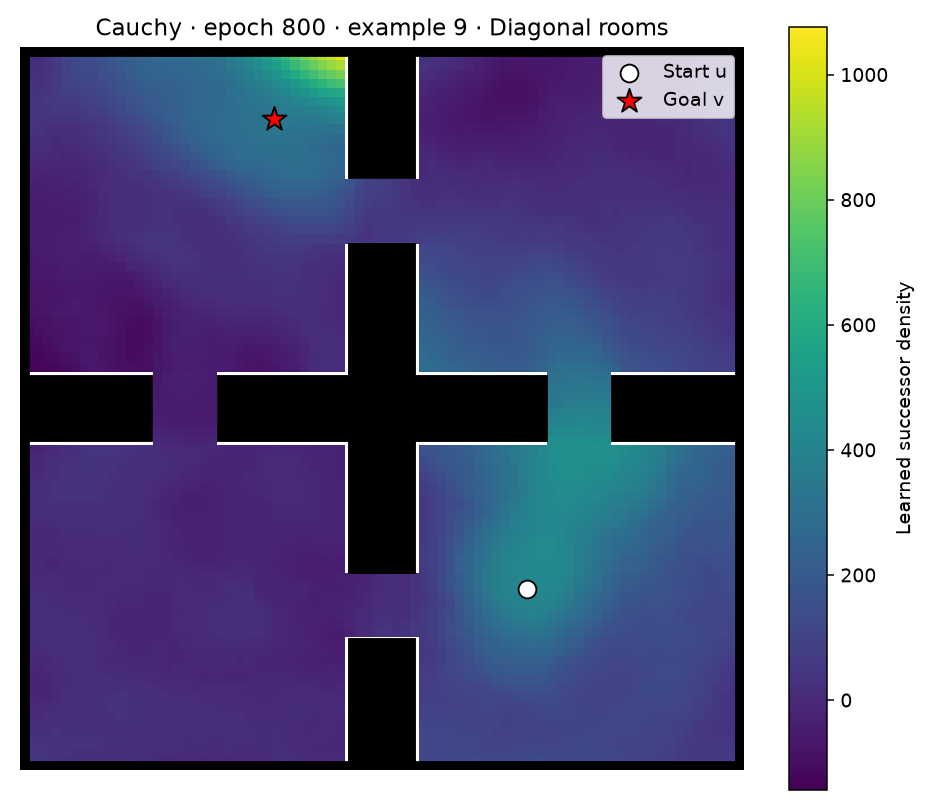 Cauchy · epoch 800 · example 9 · Diagonal rooms
Start u
Goal v
1000
800
600
400
200
0
Learned successor density